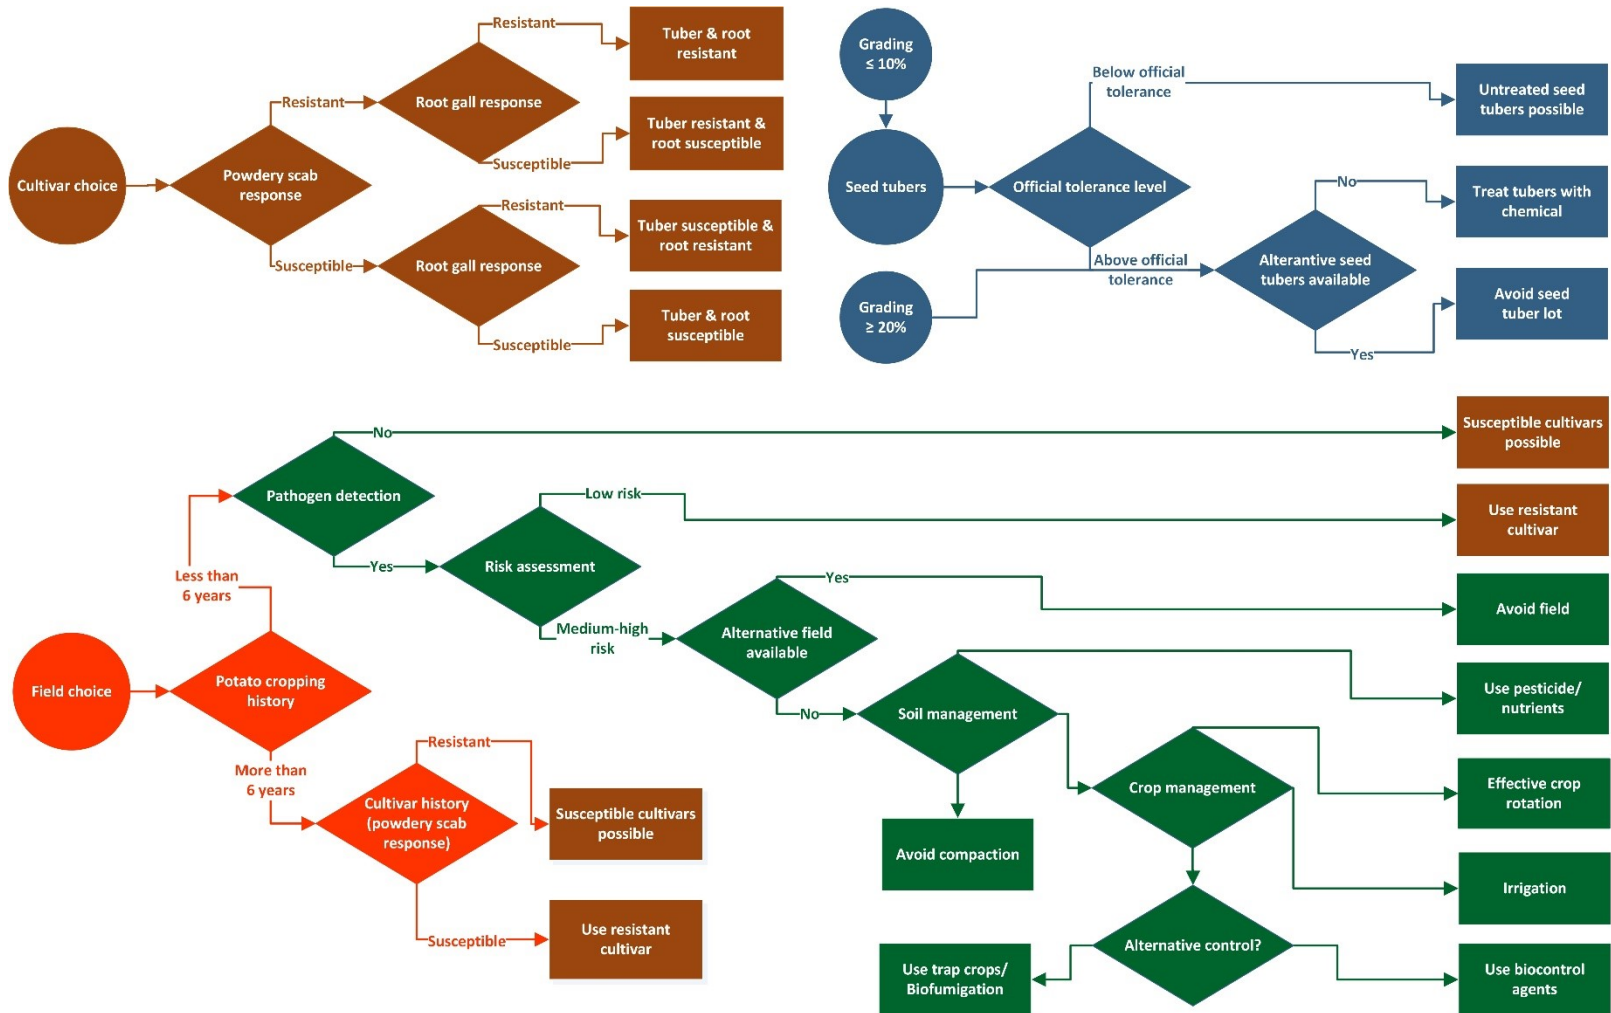 Cultivar choice
Powdery scab
response
Resistant
Susceptible
Root gall response
Resistant
Susceptible
Tuber & root
resistant
Tuber resistant &
root susceptible
Root gall response
Resistant
Susceptible
Tuber susceptible &
root resistant
Tuber & root
susceptible
Grading
≤ 10%
Seed tubers
Grading
≥ 20%
Official tolerance level
Below official
tolerance
Above official
tolerance
Untreated seed
tubers possible
Alterantive seed
tubers available
No
Yes
Treat tubers with
chemical
Avoid seed
tuber lot
Field choice
Potato cropping
history
Less than
6 years
More than
6 years
Pathogen detection
No
Yes
Susceptible cultivars
possible
Risk assessment
Low risk
Medium-high
risk
Use resistant
cultivar
Alternative field
available
Yes
No
Avoid field
Soil management
Use pesticide/
nutrients
Avoid compaction
Crop management
Effective crop
rotation
Irrigation
Alternative control?
Use trap crops/
Biofumigation
Use biocontrol
agents
Cultivar history
(powdery scab
response)
Resistant
Susceptible
Susceptible cultivars
possible
Use resistant
cultivar